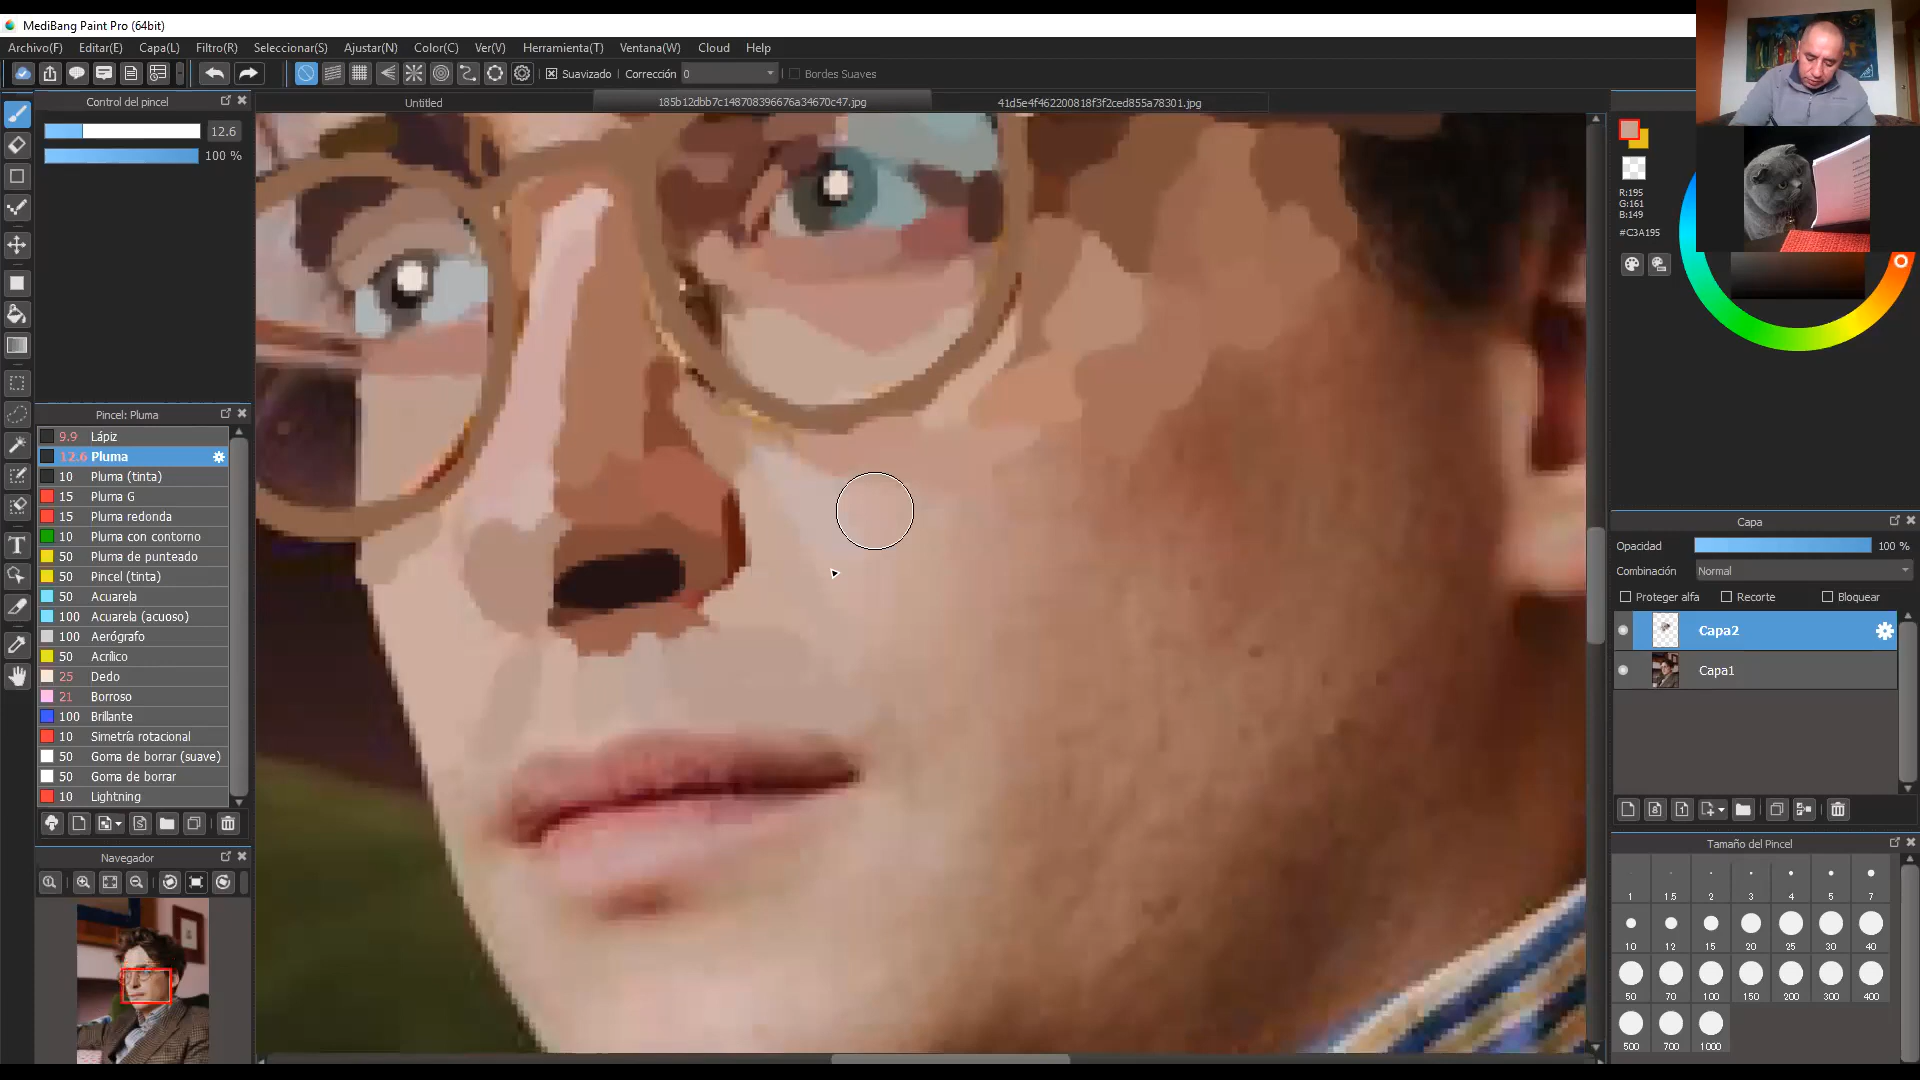 MediBang Paint Pro (64bit)
Archivo(F) Editar(E) Capa(L) Filtro(R) Seleccionar(S) Ajustar(N) Color(C) Ver(V) Herramienta(T) Ventana(W) Cloud Help
Suavizado Corrección 0 Bordes Suaves
Control del pincel
Untitled 185b12dbb7c148708396676a34670c47.jpg 41d5e4f462200818f3f2ced855a78301.jpg
12.6
100 %
R:195
G:161
B:149
#C3A195
Pincel: Pluma
9.9 Lápiz
12.6 Pluma
10 Pluma (tinta)
15 Pluma G
15 Pluma redonda
10 Pluma con contorno
50 Pluma de punteado
50 Pincel (tinta)
50 Acuarela
100 Acuarela (acuoso)
100 Aerógrafo
50 Acrílico
25 Dedo
21 Borroso
100 Brillante
10 Simetría rotacional
50 Goma de borrar (suave)
50 Goma de borrar
10 Lightning
Navegador
Capa
Opacidad 100 %
Combinación Normal
Proteger alfa Recorte Bloquear
Capa2
Capa1
Tamaño del Pincel
1 1.5 2 3 4 5 7
10 12 15 20 25 30 40
50 70 100 150 200 300 400
500 700 1000